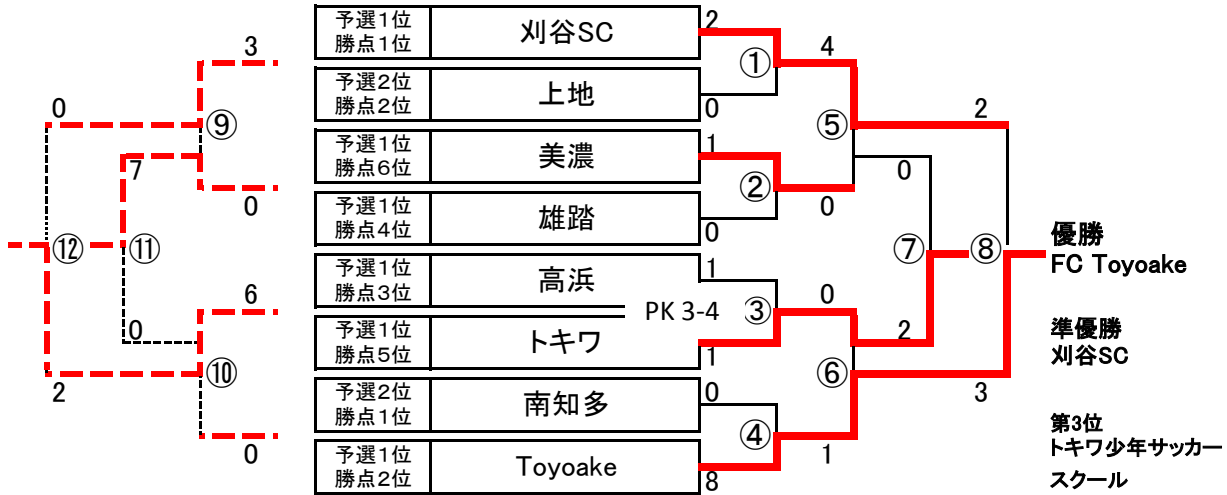 予選1位
勝点1位
刈谷SC
2
3
①
4
予選2位
勝点2位
上地
0
0
⑨
⑤
2
予選1位
勝点6位
美濃
1
7
②
0
0
0
予選1位
勝点4位
雄踏
0
⑫
⑪
⑦
⑧
優勝
FC Toyoake
予選1位
勝点3位
高浜
1
6
PK 3-4
③
0
予選1位
勝点5位
トキワ
1
0
2
準優勝
刈谷SC
⑩
⑥
2
3
予選2位
勝点1位
南知多
0
④
第3位
トキワ少年サッカー
スクール
0
1
予選1位
勝点2位
Toyoake
8